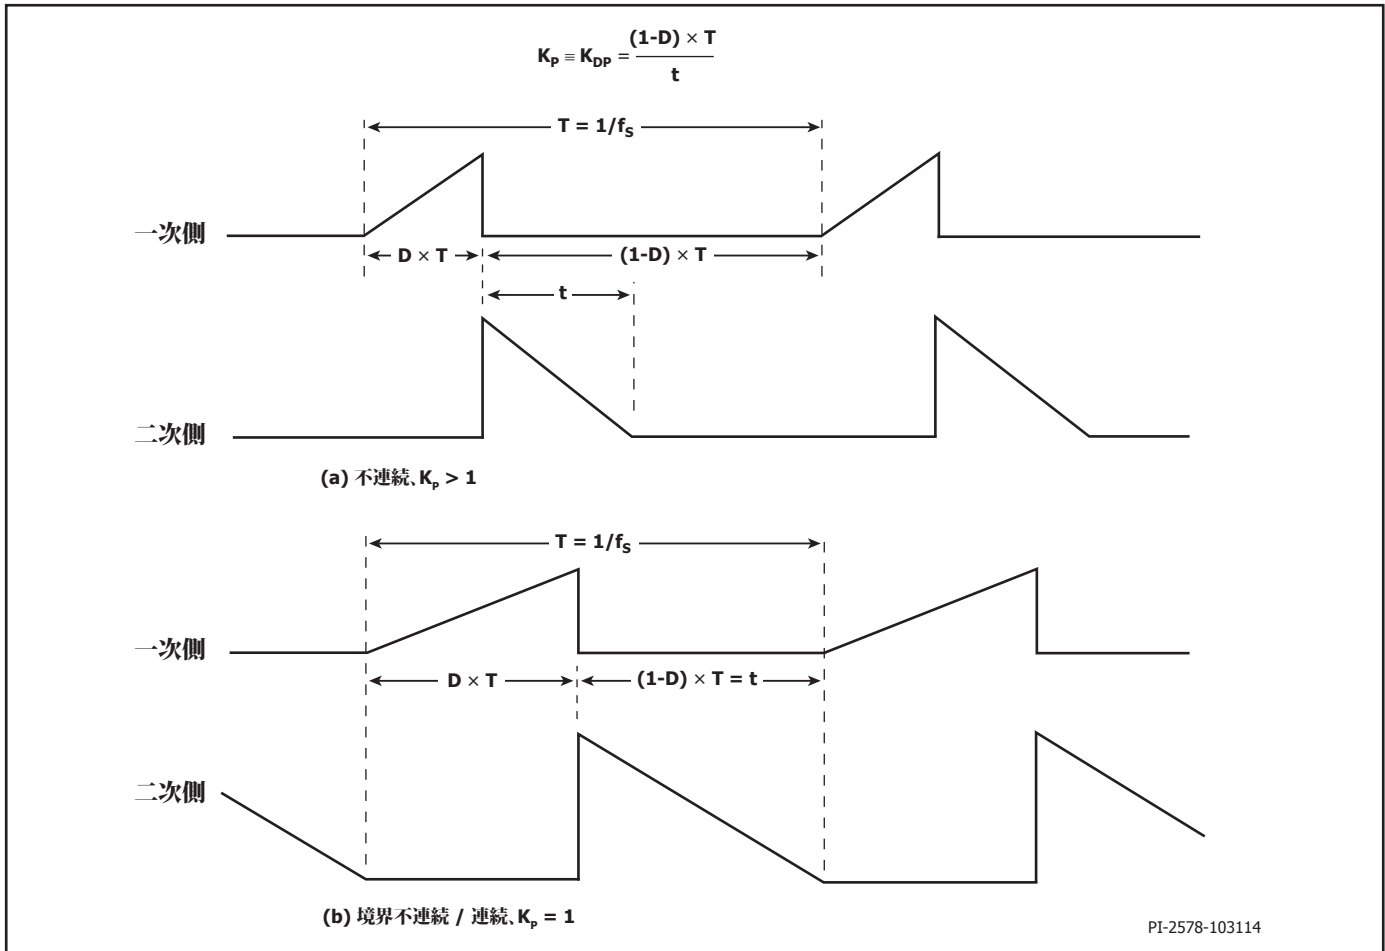 K_P ≡ K_DP = (1-D) × T / t
T = 1/f_S
一次側
D × T
(1-D) × T
t
二次側
(a) 不連続、K_P > 1
T = 1/f_S
一次側
D × T
(1-D) × T = t
二次側
(b) 境界不連続 / 連続、K_P = 1
PI-2578-103114